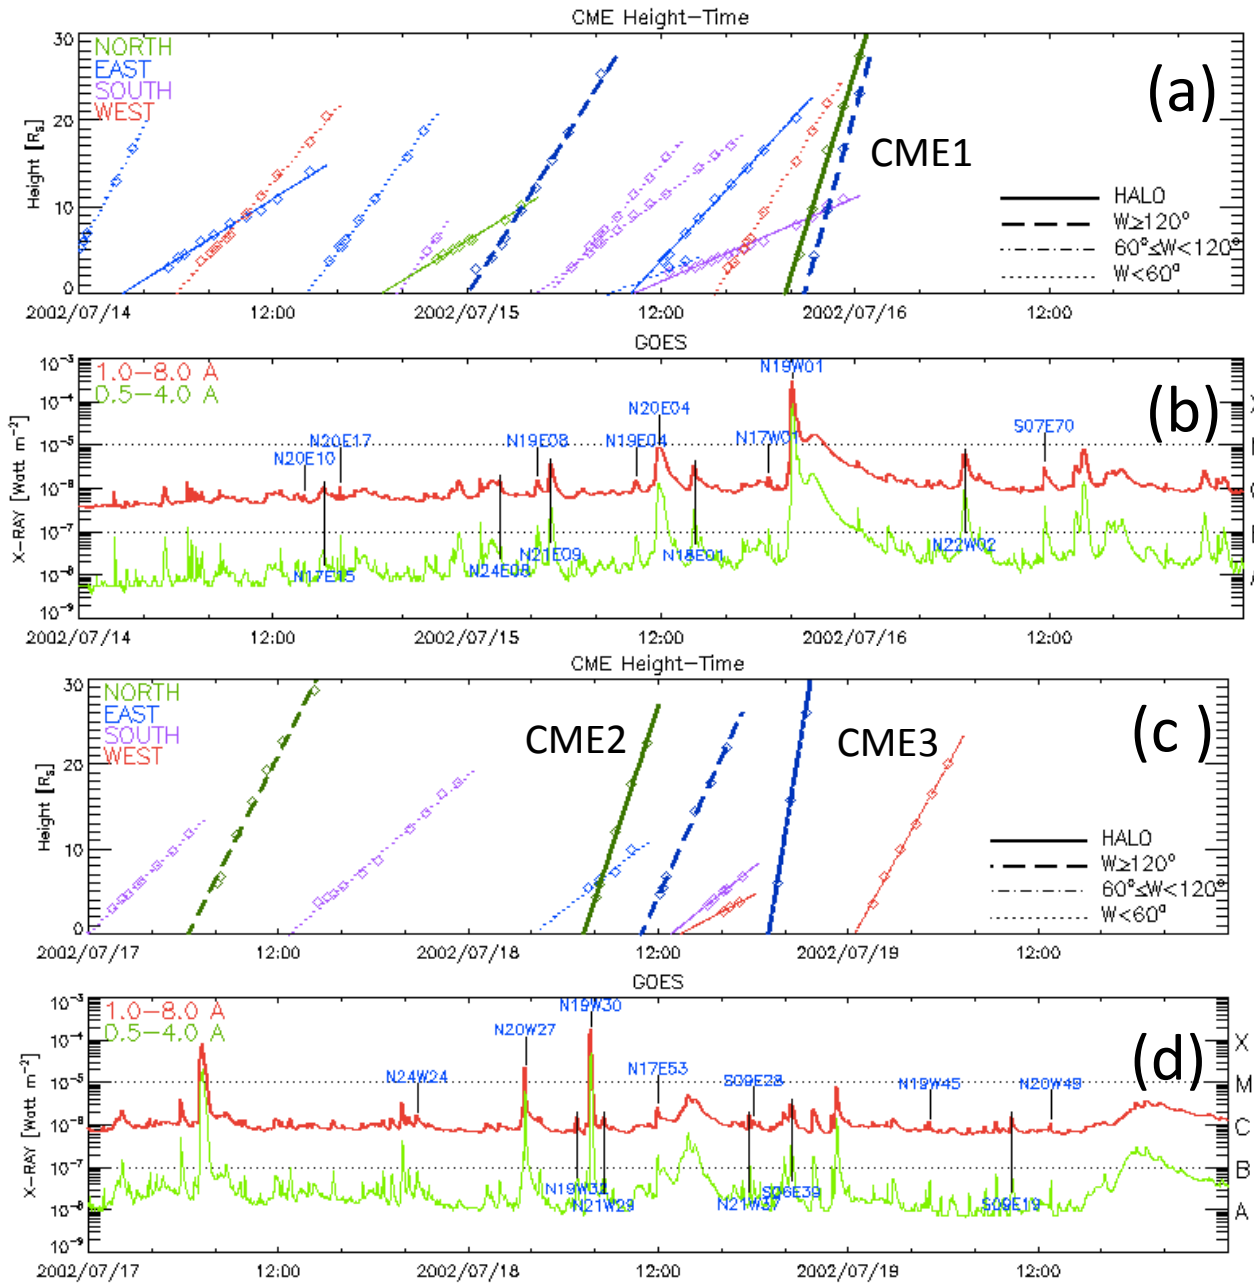 CME Height-Time
30
20
10
0
Height [Rs]
NORTH
EAST
SOUTH
WEST
(a)
CME1
HALO
W≥120°
60°≤W<120°
W<60°
2002/07/14
12:00
2002/07/15
12:00
2002/07/16
12:00
GOES
10⁻³
10⁻⁴
10⁻⁵
10⁻⁶
10⁻⁷
10⁻⁸
10⁻⁹
X-RAY [Watt m⁻²]
1.0-8.0 A
0.5-4.0 A
(b)
N19W01
N20E04
N20E17
N19E08
N19E04
N17W01
S07E70
N20E10
N17E15
N24E08
N21E09
N18E01
N22W02
2002/07/14
12:00
2002/07/15
12:00
2002/07/16
12:00
CME Height-Time
30
20
10
0
Height [Rs]
NORTH
EAST
SOUTH
WEST
CME2
CME3
(c )
HALO
W≥120°
60°≤W<120°
W<60°
2002/07/17
12:00
2002/07/18
12:00
2002/07/19
12:00
GOES
10⁻³
10⁻⁴
10⁻⁵
10⁻⁶
10⁻⁷
10⁻⁸
10⁻⁹
X-RAY [Watt m⁻²]
1.0-8.0 A
0.5-4.0 A
(d)
X
M
C
B
A
N19W30
N20W27
N24W24
N17E53
S09E28
N19W45
N20W49
N19W32
N21W29
N21W37
S06E39
S09E19
2002/07/17
12:00
2002/07/18
12:00
2002/07/19
12:00